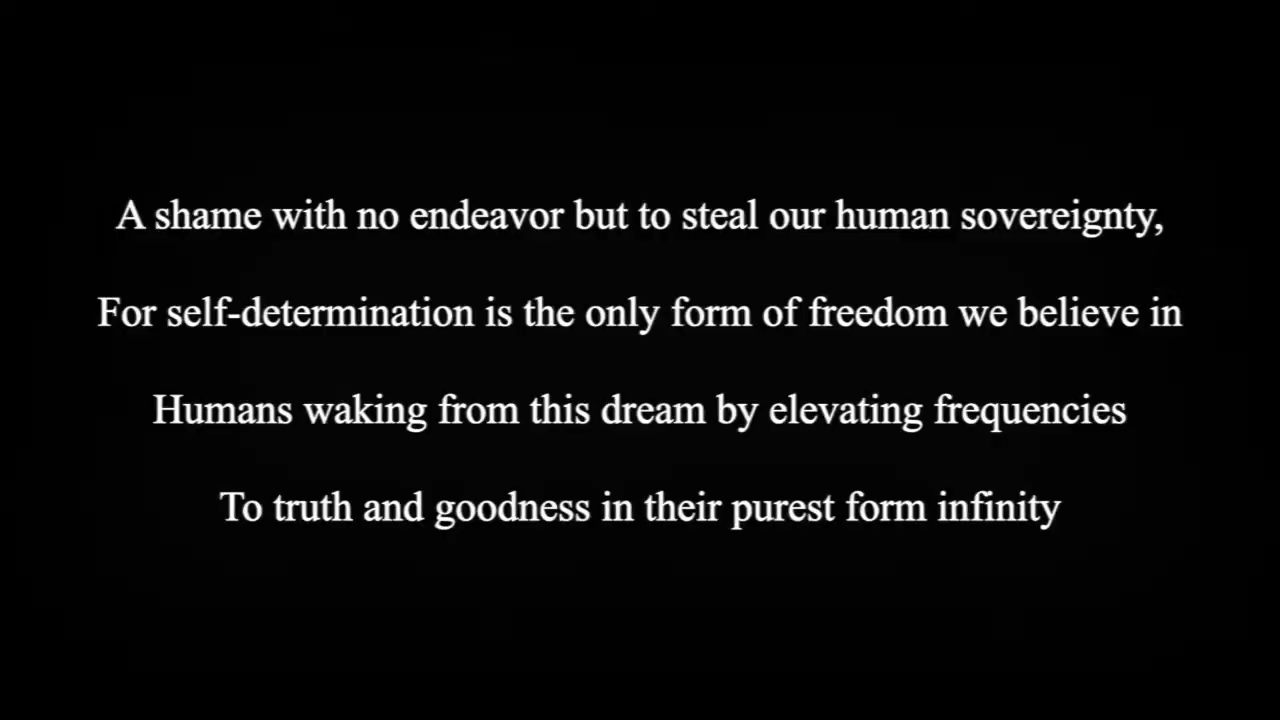 A shame with no endeavor but to steal our human sovereignty,
For self-determination is the only form of freedom we believe in
Humans waking from this dream by elevating frequencies
To truth and goodness in their purest form infinity